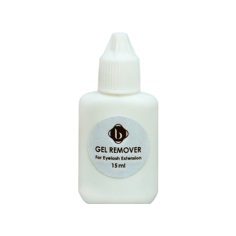 b
GEL REMOVER
For Eyelash Extension
15ml